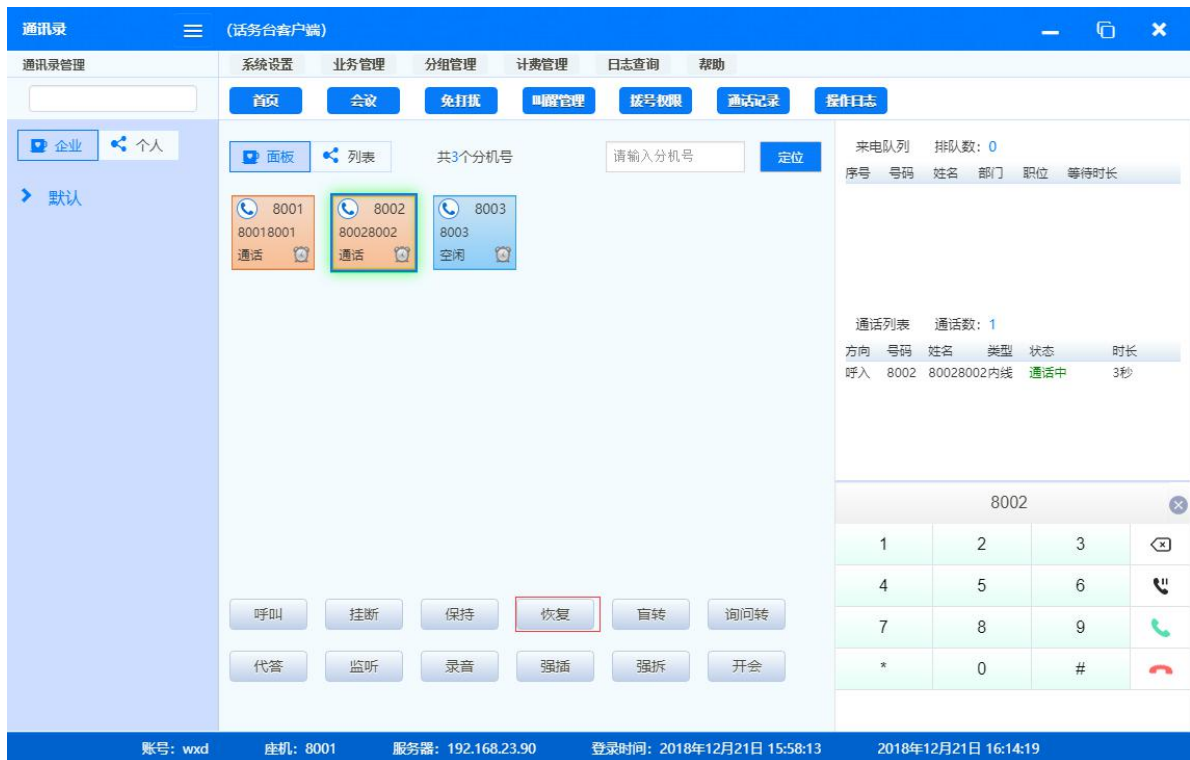 通讯录 (话务台客户端)
通讯录管理 系统设置 业务管理 分组管理 计费管理 日志查询 帮助
首页 会议 免打扰 叫醒管理 拨号权限 通话记录 操作日志
企业 个人
默认
面板 列表 共3个分机号 请输入分机号 定位
8001
80018001
通话
8002
80028002
通话
8003
8003
空闲
来电队列 排队数: 0
序号 号码 姓名 部门 职位 等待时长
通话列表 通话数: 1
方向 号码 姓名 类型 状态 时长
呼入 8002 80028002内线 通话中 3秒
8002
1 2 3
4 5 6
7 8 9
* 0 #
呼叫 挂断 保持 恢复 盲转 询问转
代答 监听 录音 强插 强拆 开会
账号: wxd 座机: 8001 服务器: 192.168.23.90 登录时间: 2018年12月21日 15:58:13 2018年12月21日 16:14:19